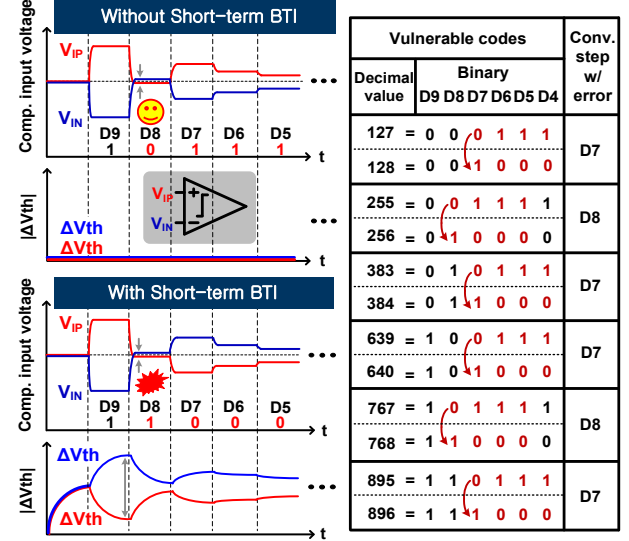 Without Short-term BTI
Comp. input voltage
VIP
VIN
D9 D8 D7 D6 D5
1 0 1 1 1
t
|ΔVth|
VIP
VIN
ΔVth
ΔVth
t
With Short-term BTI
Comp. input voltage
VIP
VIN
D9 D8 D7 D6 D5
1 1 0 0 0
t
|ΔVth|
ΔVth
ΔVth
t
Vulnerable codes
Conv. step w/ error
Decimal value
Binary
D9 D8 D7 D6 D5 D4
127 = 0 0 0 1 1 1
D7
128 = 0 0 1 0 0 0
255 = 0 0 1 1 1 1
D8
256 = 0 1 0 0 0 0
383 = 0 1 0 1 1 1
D7
384 = 0 1 1 0 0 0
639 = 1 0 0 1 1 1
D7
640 = 1 0 1 0 0 0
767 = 1 0 1 1 1 1
D8
768 = 1 1 0 0 0 0
895 = 1 1 0 1 1 1
D7
896 = 1 1 1 0 0 0